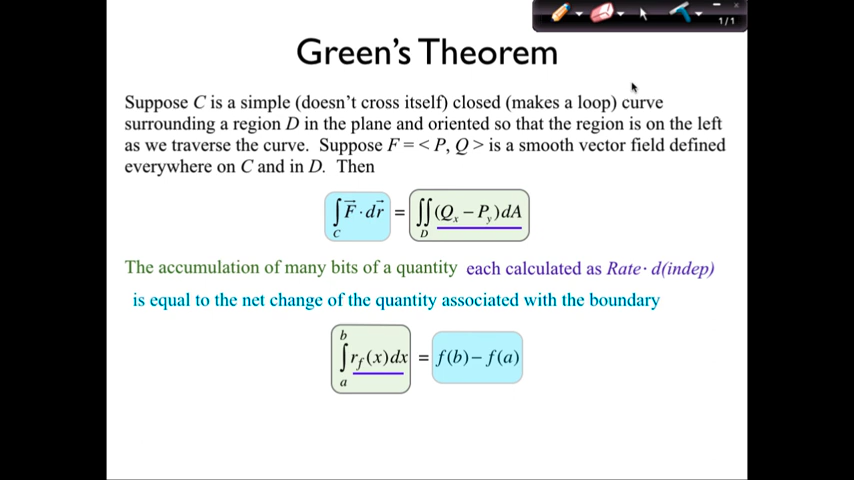 1/1
Green's Theorem
Suppose C is a simple (doesn't cross itself) closed (makes a loop) curve
surrounding a region D in the plane and oriented so that the region is on the left
as we traverse the curve. Suppose F = < P, Q > is a smooth vector field defined
everywhere on C and in D. Then
∫_C F⃗ · dr⃗ = ∬_D (Q_x − P_y)dA
The accumulation of many bits of a quantity each calculated as Rate · d(indep)
is equal to the net change of the quantity associated with the boundary
∫_a^b r_f(x)dx = f(b) − f(a)